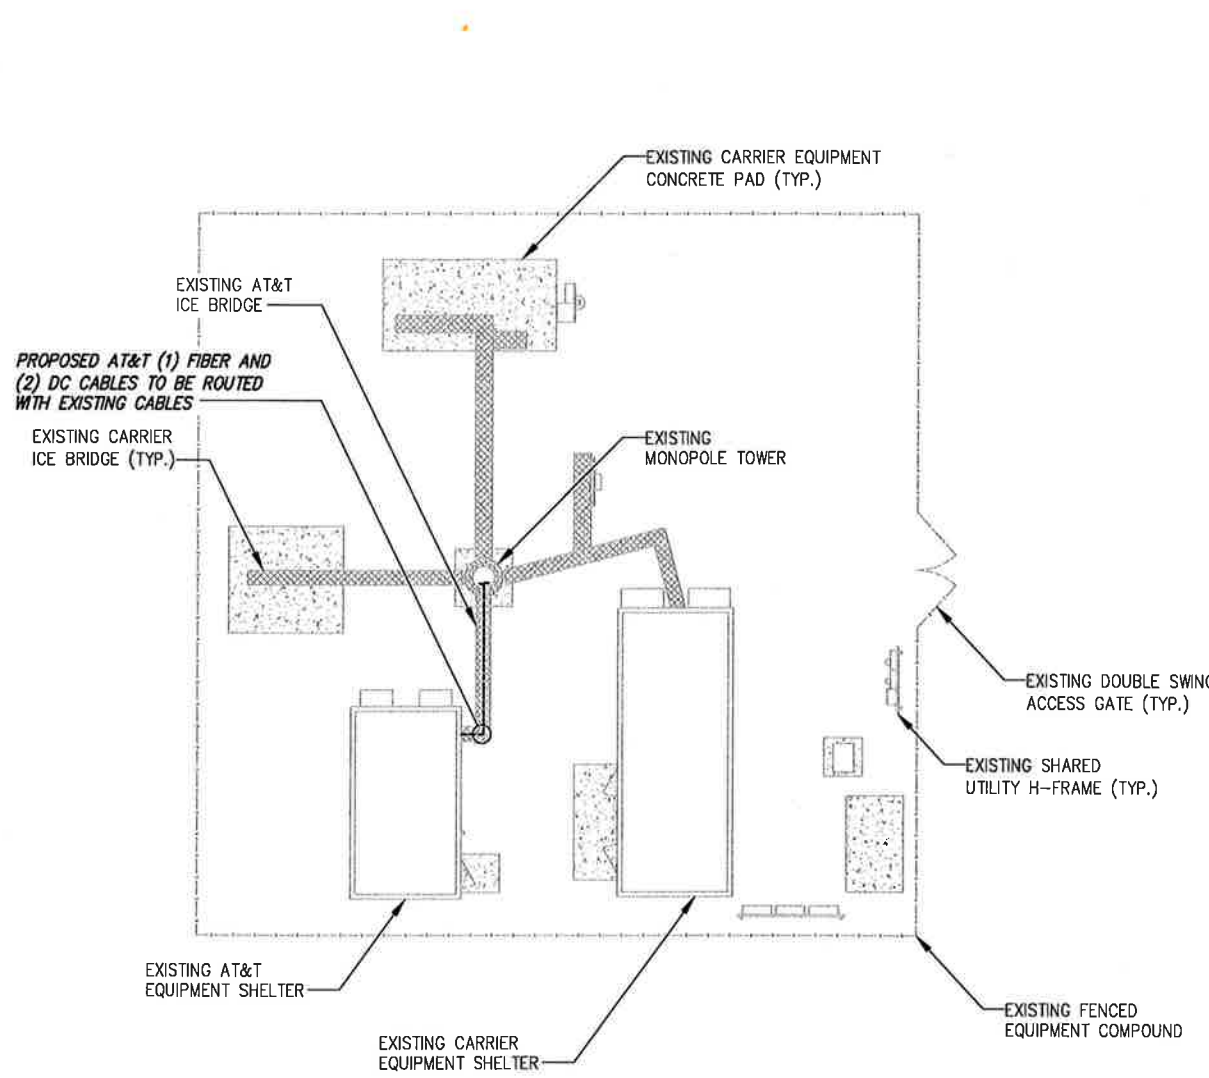 EXISTING CARRIER EQUIPMENT
CONCRETE PAD (TYP.)
EXISTING AT&T
ICE BRIDGE
PROPOSED AT&T (1) FIBER AND
(2) DC CABLES TO BE ROUTED
WITH EXISTING CABLES
EXISTING CARRIER
ICE BRIDGE (TYP.)
EXISTING
MONOPOLE TOWER
EXISTING DOUBLE SWING
ACCESS GATE (TYP.)
EXISTING SHARED
UTILITY H-FRAME (TYP.)
EXISTING AT&T
EQUIPMENT SHELTER
EXISTING FENCED
EQUIPMENT COMPOUND
EXISTING CARRIER
EQUIPMENT SHELTER